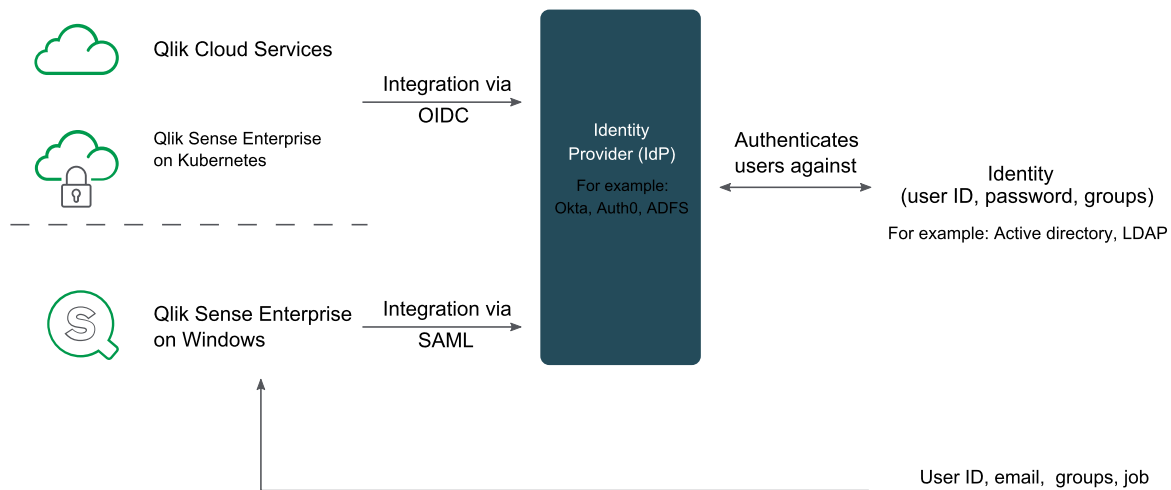 Qlik Cloud Services
Qlik Sense Enterprise
on Kubernetes
Integration via
OIDC
Identity
Provider (IdP)
For example:
Okta, Auth0, ADFS
Authenticates
users against
Identity
(user ID, password, groups)
For example: Active directory, LDAP
S
Qlik Sense Enterprise
on Windows
Integration via
SAML
User ID, email, groups, job